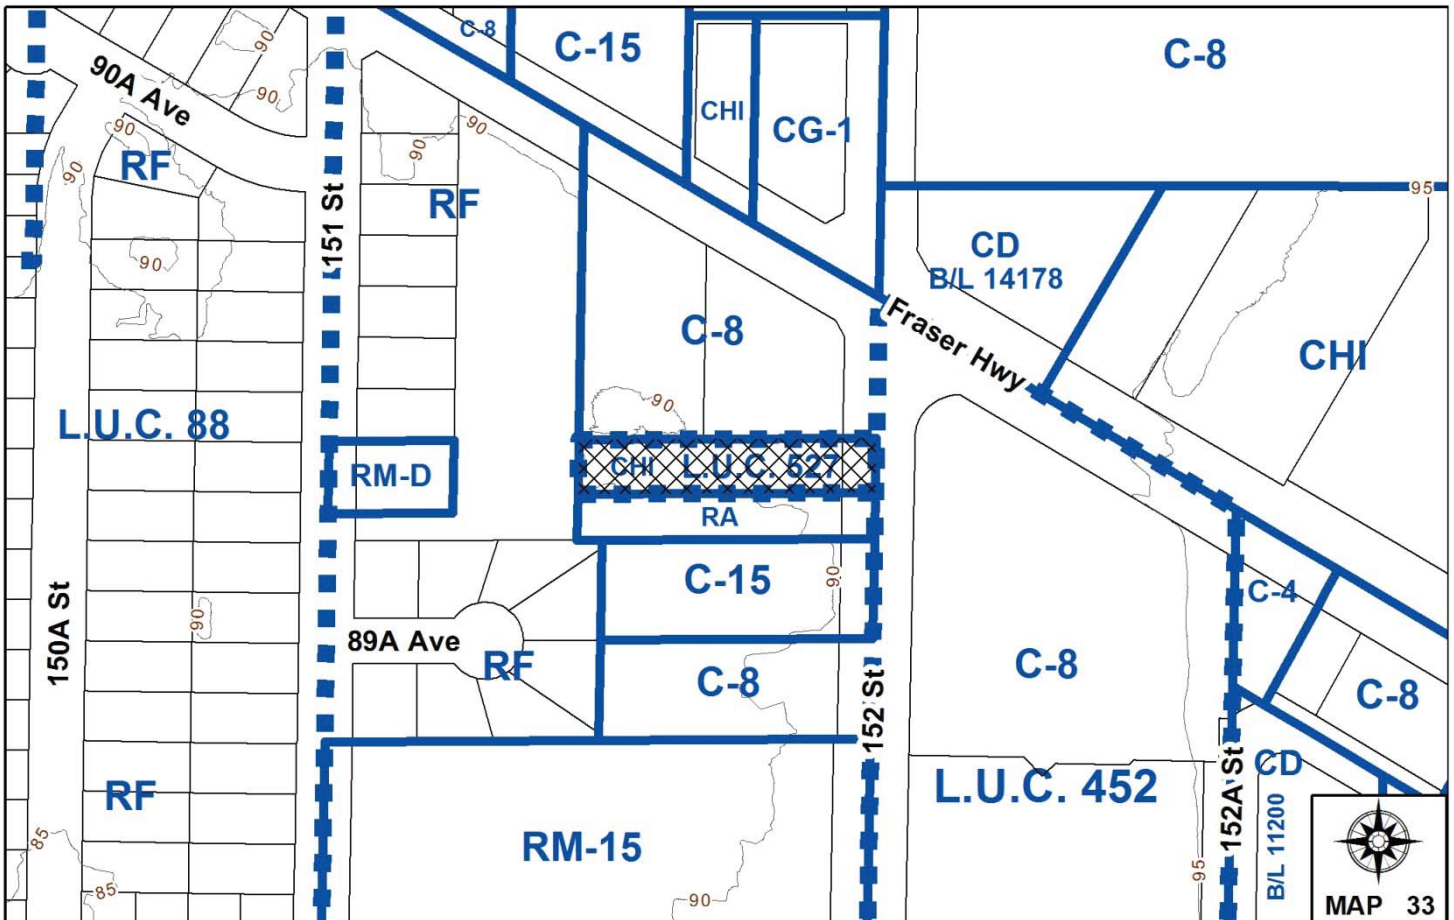 C-8
C-15
C-8
90
90A Ave
90
CHI
CG-1
90
90
90
RF
90
151 St
RF
95
CD
B/L 14178
90
C-8
Fraser Hwy
CHI
90
L.U.C. 88
RM-D
CHI
L.U.C. 527
RA
C-15
90
C-4
150A St
90
89A Ave
RF
C-8
152 St
C-8
C-8
RF
L.U.C. 452
152A St
CD
B/L 11200
85
RM-15
95
85
90
MAP 33